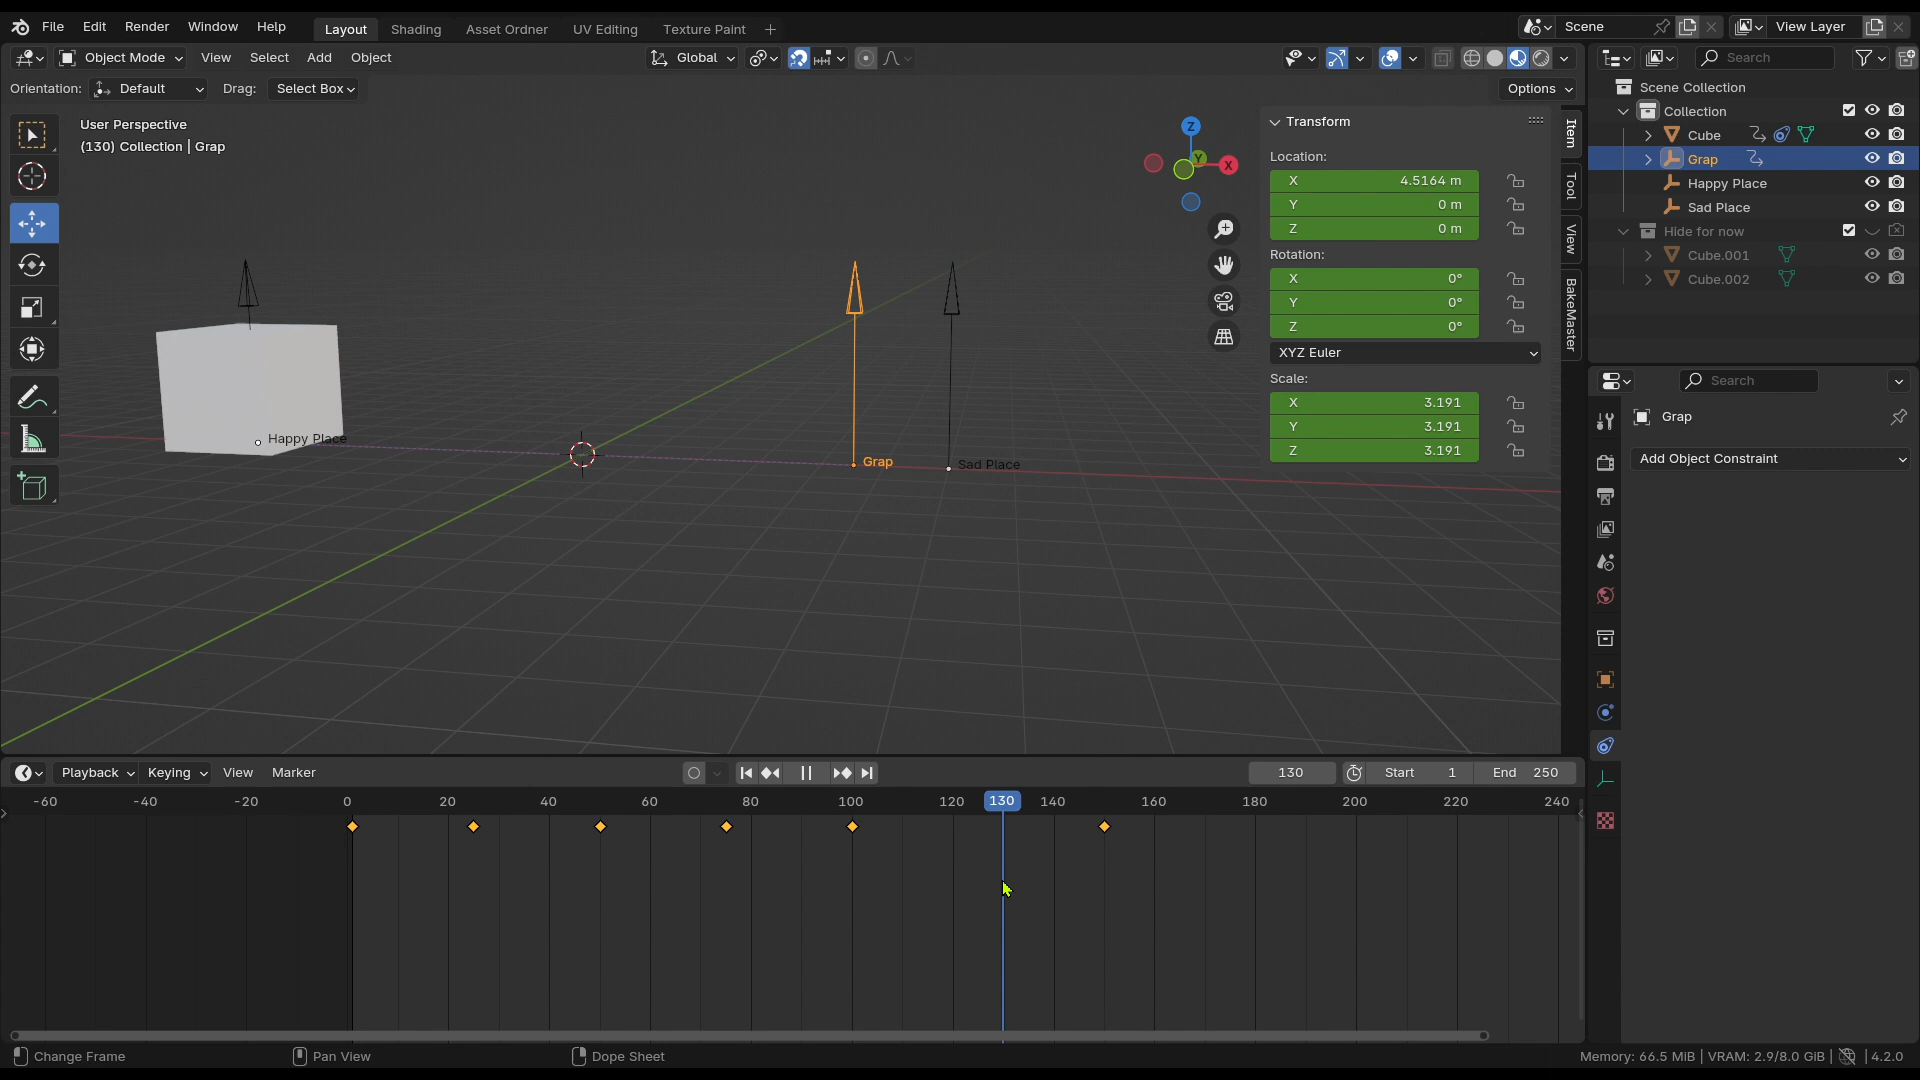 File Edit Render Window Help Layout Shading Asset Ordner UV Editing Texture Paint + Scene View Layer
Object Mode View Select Add Object Global Search
Orientation: Default Drag: Select Box Options
User Perspective
(130) Collection | Grap
Z
Y
X
Happy Place
Grap
Sad Place
Transform
Location:
X 4.5164 m
Y 0 m
Z 0 m
Rotation:
X 0°
Y 0°
Z 0°
XYZ Euler
Scale:
X 3.191
Y 3.191
Z 3.191
Item
Tool
View
BakeMaster
Scene Collection
Collection
Cube
Grap
Happy Place
Sad Place
Hide for now
Cube.001
Cube.002
Search
Grap
Add Object Constraint
Playback Keying View Marker 130 Start 1 End 250
-60 -40 -20 0 20 40 60 80 100 120 130 140 160 180 200 220 240
Change Frame Pan View Dope Sheet Memory: 66.5 MiB | VRAM: 2.9/8.0 GiB | 4.2.0